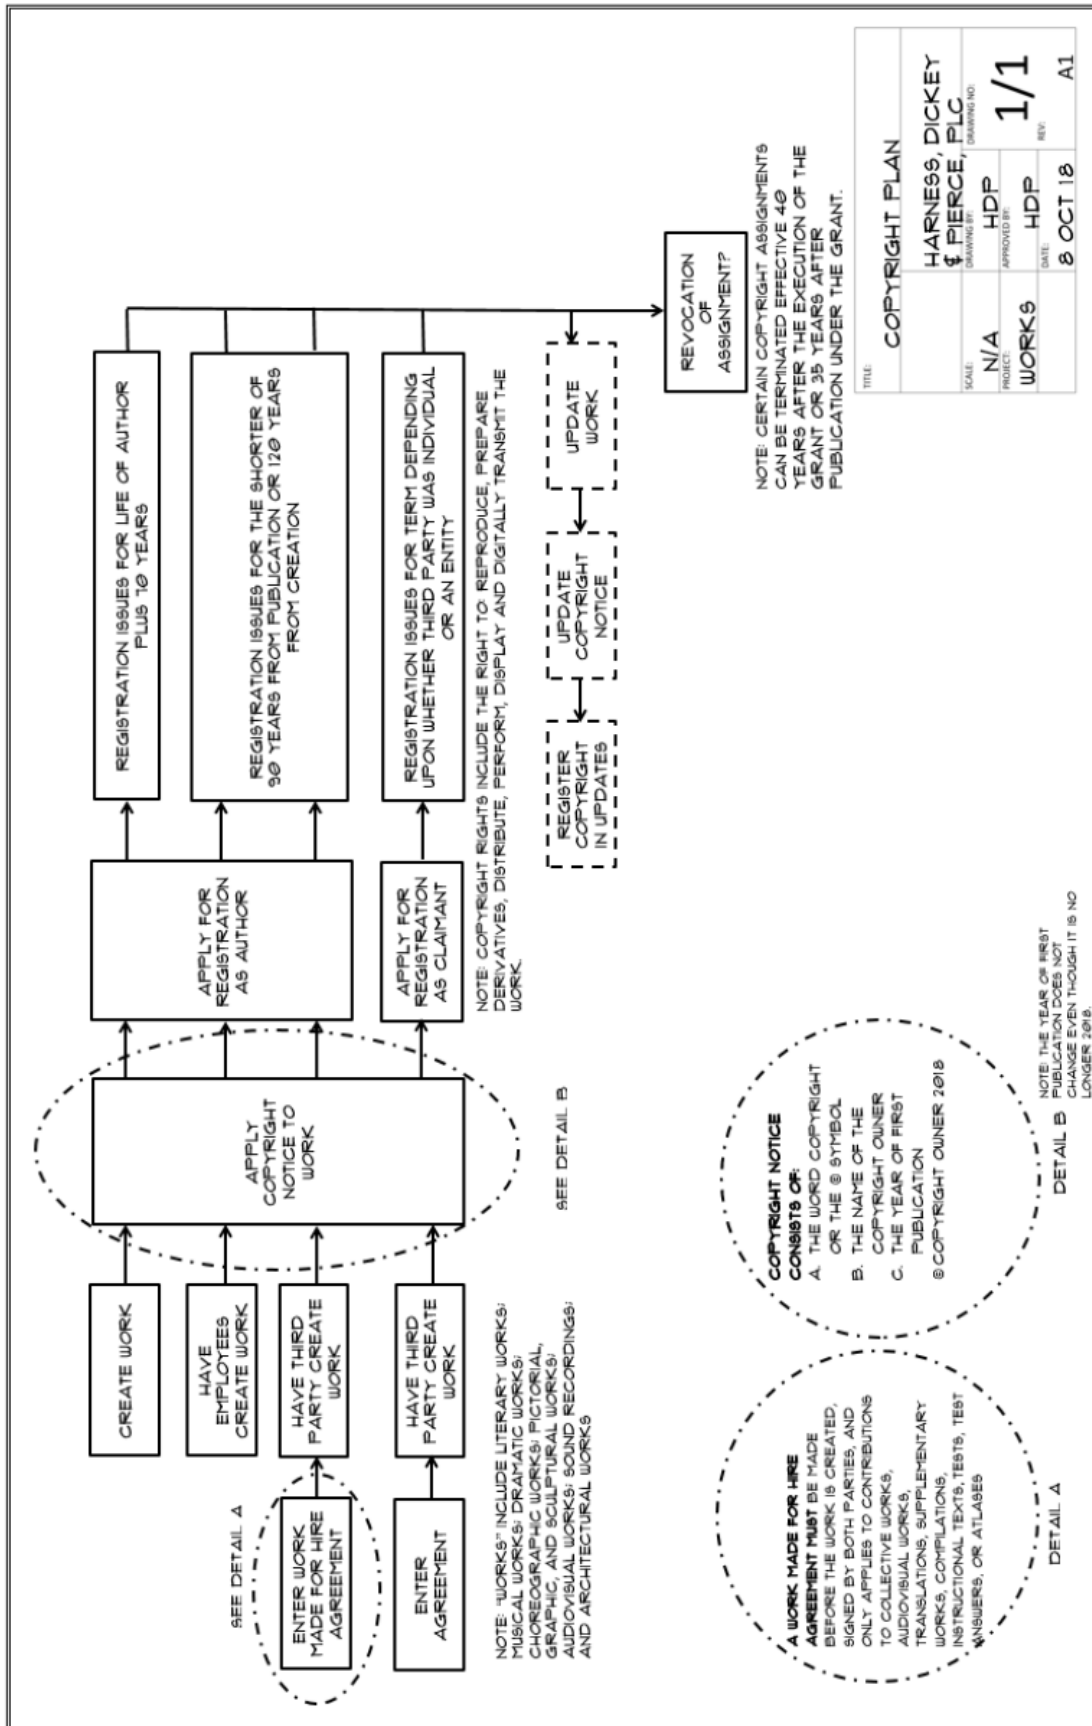 CREATE WORK
HAVE
EMPLOYEES
CREATE WORK
SEE DETAIL A
ENTER WORK
MADE FOR HIRE
AGREEMENT
HAVE THIRD
PARTY CREATE
WORK
ENTER
AGREEMENT
HAVE THIRD
PARTY CREATE
WORK
NOTE: "WORKS" INCLUDE LITERARY WORKS;
MUSICAL WORKS; DRAMATIC WORKS;
CHOREOGRAPHIC WORKS; PICTORIAL,
GRAPHIC, AND SCULPTURAL WORKS;
AUDIOVISUAL WORKS; SOUND RECORDINGS;
AND ARCHITECTURAL WORKS
APPLY
COPYRIGHT
NOTICE TO
WORK
SEE DETAIL B
APPLY FOR
REGISTRATION
AS AUTHOR
APPLY FOR
REGISTRATION
AS CLAIMANT
REGISTRATION ISSUES FOR LIFE OF AUTHOR
PLUS 70 YEARS
REGISTRATION ISSUES FOR THE SHORTER OF
90 YEARS FROM PUBLICATION OR 120 YEARS
FROM CREATION
REGISTRATION ISSUES FOR TERM DEPENDING
UPON WHETHER THIRD PARTY WAS INDIVIDUAL
OR AN ENTITY
NOTE: COPYRIGHT RIGHTS INCLUDE THE RIGHT TO: REPRODUCE, PREPARE
DERIVATIVES, DISTRIBUTE, PERFORM, DISPLAY AND DIGITALLY TRANSMIT THE
WORK.
REGISTER
COPYRIGHT
IN UPDATES
UPDATE
COPYRIGHT
NOTICE
UPDATE
WORK
REVOCATION
OF
ASSIGNMENT?
NOTE: CERTAIN COPYRIGHT ASSIGNMENTS
CAN BE TERMINATED EFFECTIVE 40
YEARS AFTER THE EXECUTION OF THE
GRANT OR 35 YEARS AFTER
PUBLICATION UNDER THE GRANT.
A WORK MADE FOR HIRE
AGREEMENT MUST BE MADE
BEFORE THE WORK IS CREATED,
SIGNED BY BOTH PARTIES, AND
ONLY APPLIES TO CONTRIBUTIONS
TO COLLECTIVE WORKS,
AUDIOVISUAL WORKS,
TRANSLATIONS, SUPPLEMENTARY
WORKS, COMPILATIONS,
INSTRUCTIONAL TEXTS, TESTS, TEST
ANSWERS, OR ATLASES
DETAIL A
COPYRIGHT NOTICE
CONSISTS OF:
A. THE WORD COPYRIGHT
OR THE © SYMBOL
B. THE NAME OF THE
COPYRIGHT OWNER
C. THE YEAR OF FIRST
PUBLICATION
© COPYRIGHT OWNER 2018
DETAIL B
NOTE: THE YEAR OF FIRST
PUBLICATION DOES NOT
CHANGE EVEN THOUGH IT IS NO
LONGER 2018.
TITLE:
COPYRIGHT PLAN
HARNESS, DICKEY
& PIERCE, PLC
SCALE:
N/A
DRAWING BY:
HDP
DRAWING NO:
1/1
PROJECT:
WORKS
APPROVED BY:
HDP
DATE:
8 OCT 18
REV:
A1